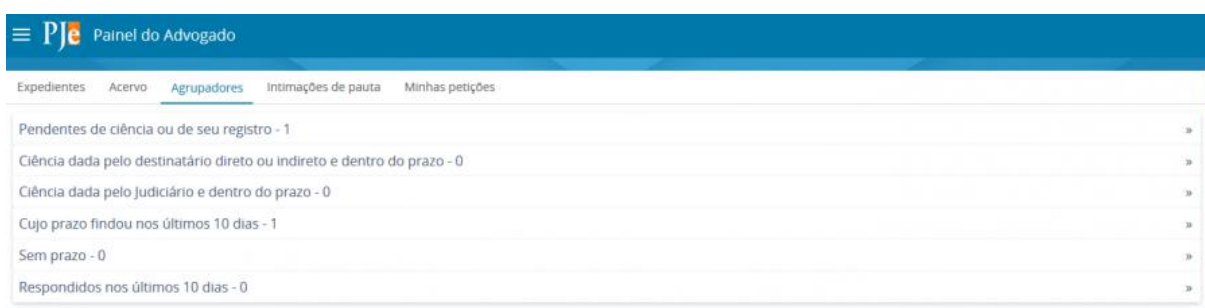 PJe Painel do Advogado
Expedientes Acervo Agrupadores Intimações de pauta Minhas petições
Pendentes de ciência ou de seu registro - 1 »
Ciência dada pelo destinatário direto ou indireto e dentro do prazo - 0 »
Ciência dada pelo Judiciário e dentro do prazo - 0 »
Cujo prazo findou nos últimos 10 dias - 1 »
Sem prazo - 0 »
Respondidos nos últimos 10 dias - 0 »